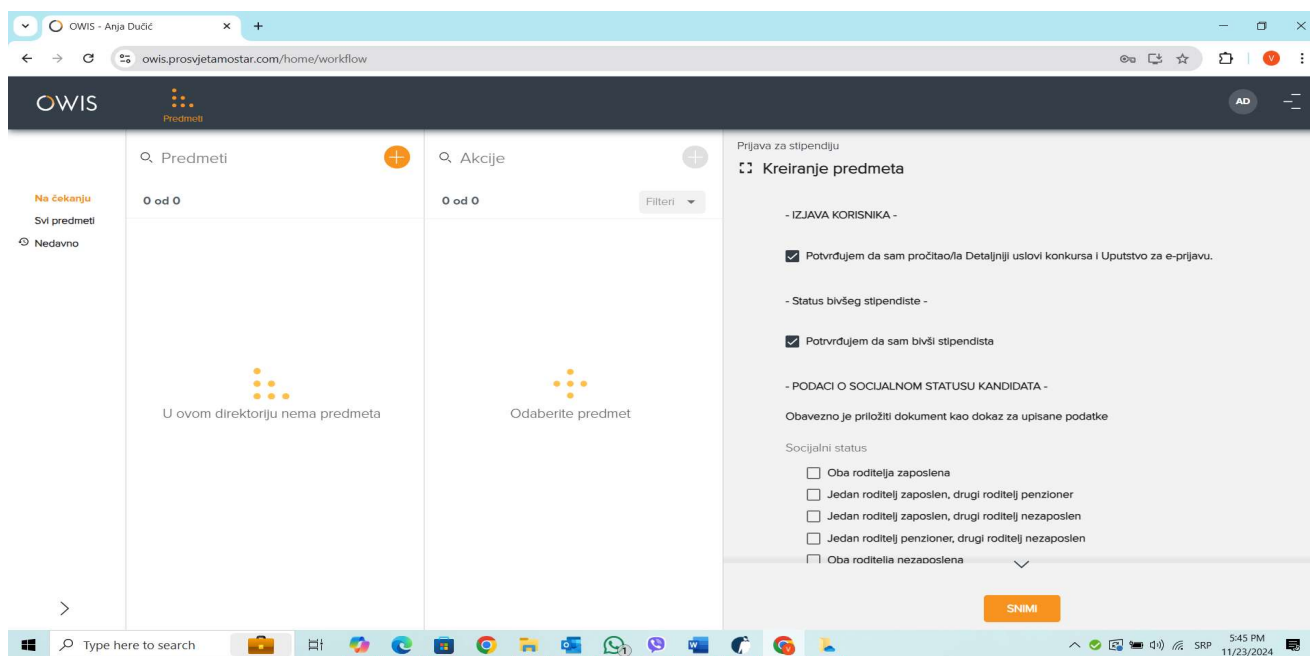 OWIS - Anja Dučić
owis.prosvjetamostar.com/home/workflow
V
OWIS
Predmeti
AD
Na čekanju
Svi predmeti
Nedavno
Predmeti
0 od 0
U ovom direktoriju nema predmeta
Akcije
0 od 0
Filteri
Odaberite predmet
Prijava za stipendiju
Kreiranje predmeta
- IZJAVA KORISNIKA -
Potvrđujem da sam pročitao/la Detaljniji uslovi konkursa i Uputstvo za e-prijavu.
- Status bivšeg stipendiste -
Potrvrđujem da sam bivši stipendista
- PODACI O SOCIJALNOM STATUSU KANDIDATA -
Obavezno je priložiti dokument kao dokaz za upisane podatke
Socijalni status
Oba roditelja zaposlena
Jedan roditelj zaposlen, drugi roditelj penzioner
Jedan roditelj zaposlen, drugi roditelj nezaposlen
Jedan roditelj penzioner, drugi roditelj nezaposlen
Oba roditelja nezaposlena
SNIMI
Type here to search
SRP
5:45 PM
11/23/2024